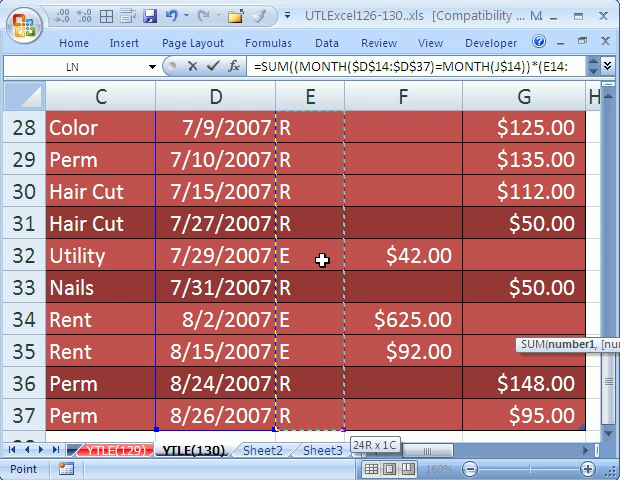 UTLExcel126-130..xls [Compatibility M
Home Insert Page Layout Formulas Data Review View Developer
LN =SUM((MONTH($D$14:$D$37)=MONTH(J$14))*(E14:
C D E F G H
28 Color 7/9/2007 R $125.00
29 Perm 7/10/2007 R $135.00
30 Hair Cut 7/15/2007 R $112.00
31 Hair Cut 7/27/2007 R $50.00
32 Utility 7/29/2007 E $42.00
33 Nails 7/31/2007 R $50.00
34 Rent 8/2/2007 E $625.00
35 Rent 8/15/2007 E $92.00
SUM(number1, [nu
36 Perm 8/24/2007 R $148.00
37 Perm 8/26/2007 R $95.00
24R x 1C
YTLE(129) YTLE(130) Sheet2 Sheet3
Point 160%